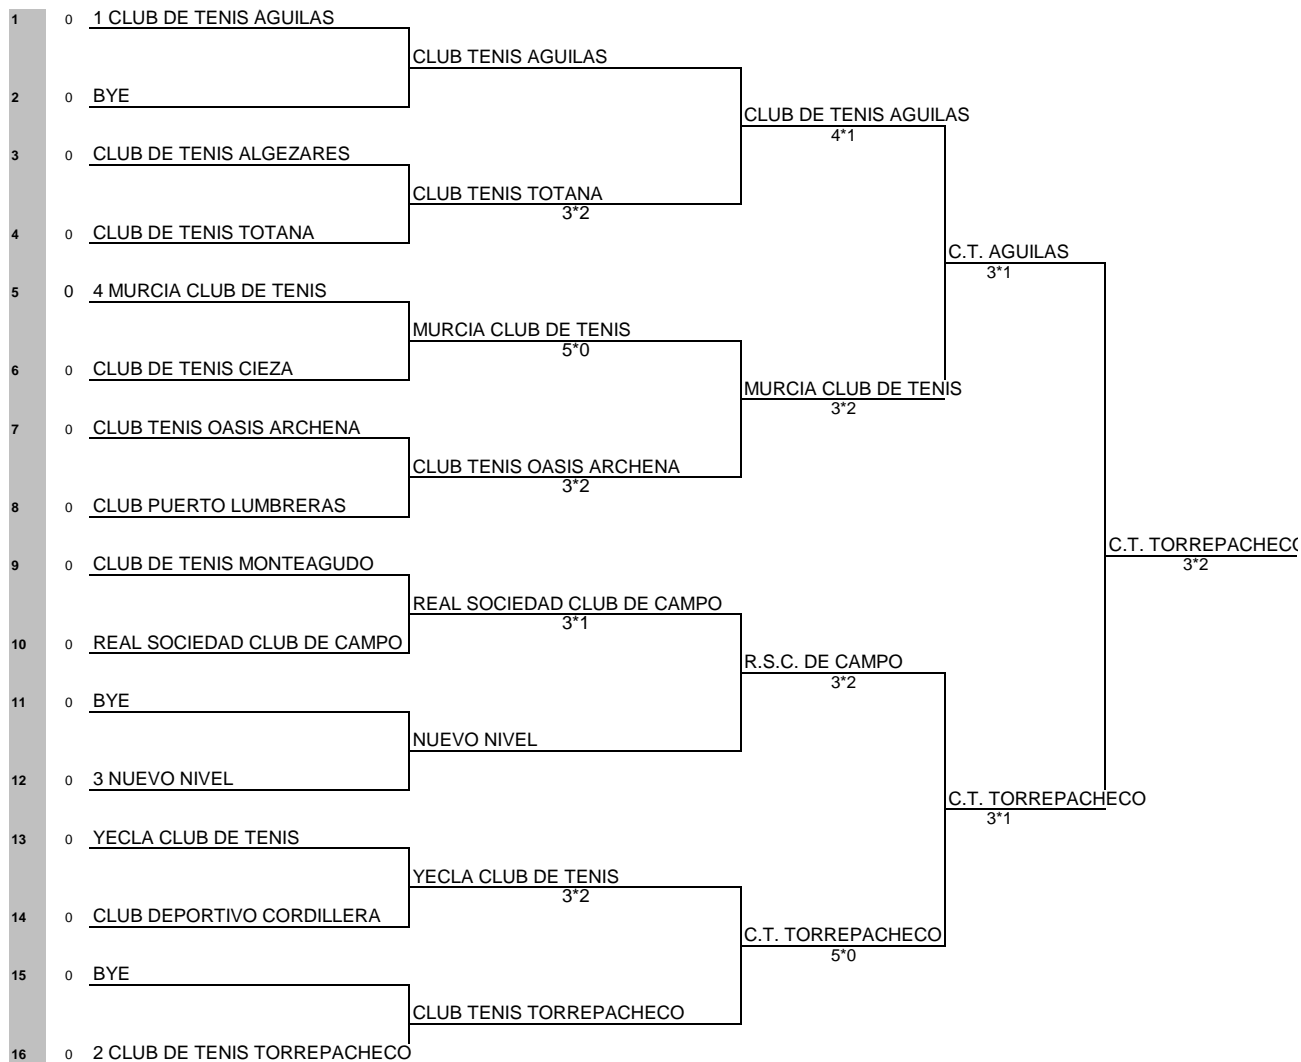 1 0 1 CLUB DE TENIS AGUILAS
CLUB TENIS AGUILAS
2 0 BYE
CLUB DE TENIS AGUILAS
4*1
3 0 CLUB DE TENIS ALGEZARES
CLUB TENIS TOTANA
3*2
4 0 CLUB DE TENIS TOTANA
C.T. AGUILAS
3*1
5 0 4 MURCIA CLUB DE TENIS
MURCIA CLUB DE TENIS
5*0
6 0 CLUB DE TENIS CIEZA
MURCIA CLUB DE TENIS
3*2
7 0 CLUB TENIS OASIS ARCHENA
CLUB TENIS OASIS ARCHENA
3*2
8 0 CLUB PUERTO LUMBRERAS
C.T. TORREPACHECO
3*2
9 0 CLUB DE TENIS MONTEAGUDO
REAL SOCIEDAD CLUB DE CAMPO
3*1
10 0 REAL SOCIEDAD CLUB DE CAMPO
R.S.C. DE CAMPO
3*2
11 0 BYE
NUEVO NIVEL
12 0 3 NUEVO NIVEL
C.T. TORREPACHECO
3*1
13 0 YECLA CLUB DE TENIS
YECLA CLUB DE TENIS
3*2
14 0 CLUB DEPORTIVO CORDILLERA
C.T. TORREPACHECO
5*0
15 0 BYE
CLUB TENIS TORREPACHECO
16 0 2 CLUB DE TENIS TORREPACHECO